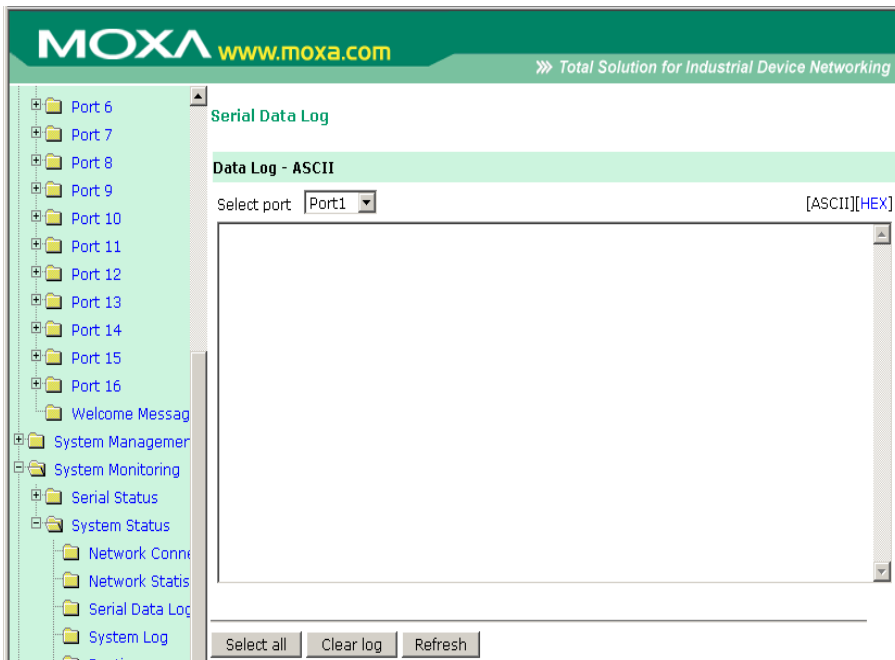 MOXA www.moxa.com
Total Solution for Industrial Device Networking
Port 6
Port 7
Port 8
Port 9
Port 10
Port 11
Port 12
Port 13
Port 14
Port 15
Port 16
Welcome Messag
System Managemer
System Monitoring
Serial Status
System Status
Network Conne
Network Statis
Serial Data Log
System Log
Serial Data Log
Data Log - ASCII
Select port Port1 [ASCII][HEX]
Select all Clear log Refresh